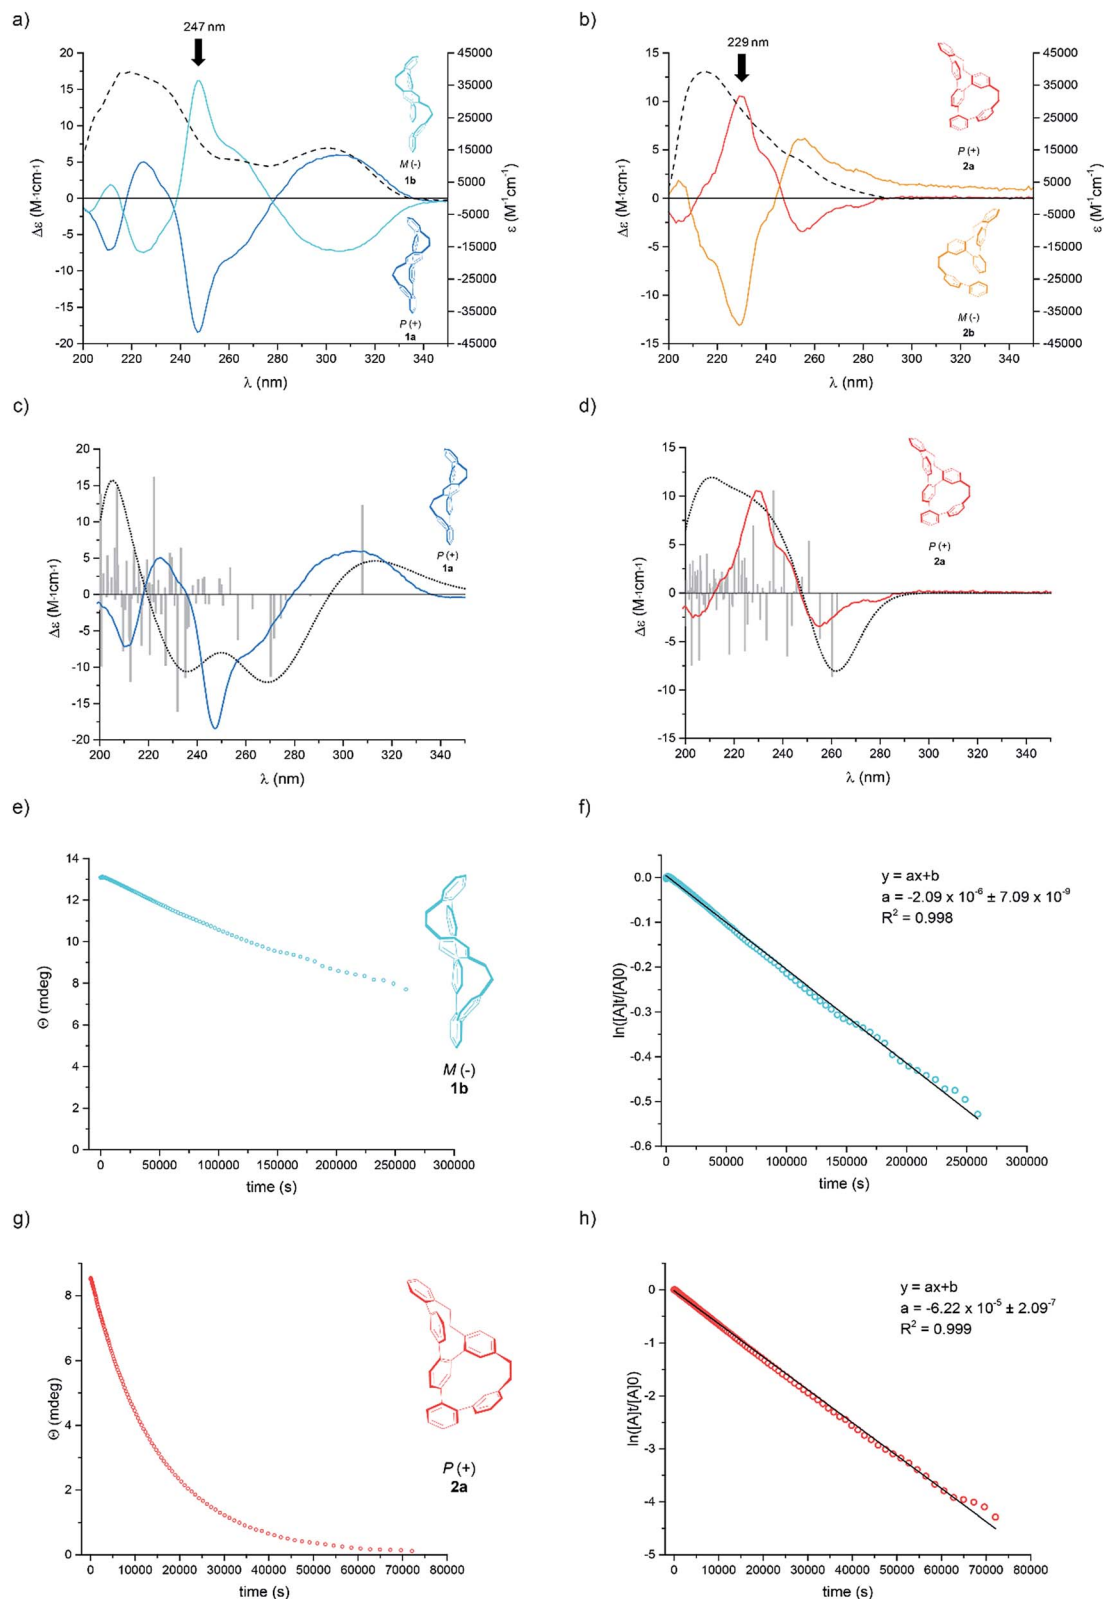 a)
247 nm
20
15
10
5
0
-5
-10
-15
-20
Δε (M-1cm-1)
45000
35000
25000
15000
5000
-5000
-15000
-25000
-35000
-45000
ε (M-1cm-1)
M (-)
1b
P (+)
1a
200 220 240 260 280 300 320 340
λ (nm)
b)
229 nm
15
10
5
0
-5
-10
-15
Δε (M-1cm-1)
45000
35000
25000
15000
5000
-5000
-15000
-25000
-35000
-45000
ε (M-1cm-1)
P (+)
2a
M (-)
2b
200 220 240 260 280 300 320 340
λ (nm)
c)
20
15
10
5
0
-5
-10
-15
-20
Δε (M-1cm-1)
P (+)
1a
200 220 240 260 280 300 320 340
λ (nm)
d)
15
10
5
0
-5
-10
-15
Δε (M-1cm-1)
P (+)
2a
200 220 240 260 280 300 320 340
λ (nm)
e)
14
12
10
8
6
4
2
0
Θ (mdeg)
M (-)
1b
0 50000 100000 150000 200000 250000 300000
time (s)
f)
0.0
-0.1
-0.2
-0.3
-0.4
-0.5
-0.6
ln([A]t/[A]0)
y = ax+b
a = -2.09 x 10-6 ± 7.09 x 10-9
R2 = 0.998
0 50000 100000 150000 200000 250000 300000
time (s)
g)
8
6
4
2
0
Θ (mdeg)
P (+)
2a
0 10000 20000 30000 40000 50000 60000 70000 80000
time (s)
h)
0
-1
-2
-3
-4
-5
ln([A]t/[A]0)
y = ax+b
a = -6.22 x 10-5 ± 2.09-7
R2 = 0.999
0 10000 20000 30000 40000 50000 60000 70000 80000
time (s)